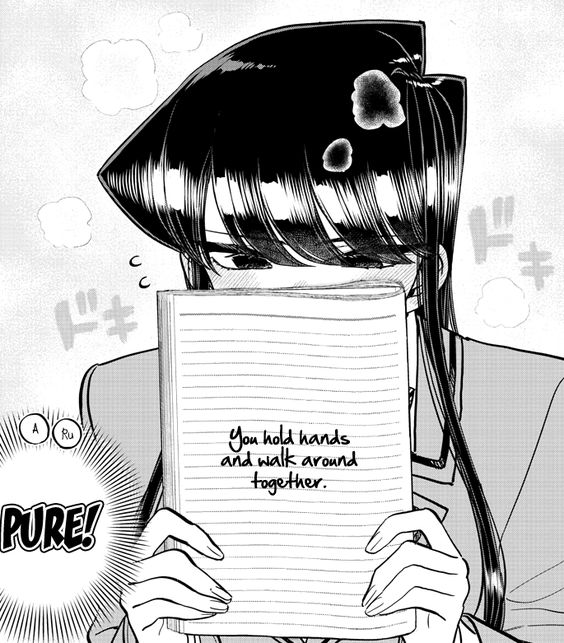 ドキ
ドキ
You hold hands
and walk around
together.
A
Ru
PURE!